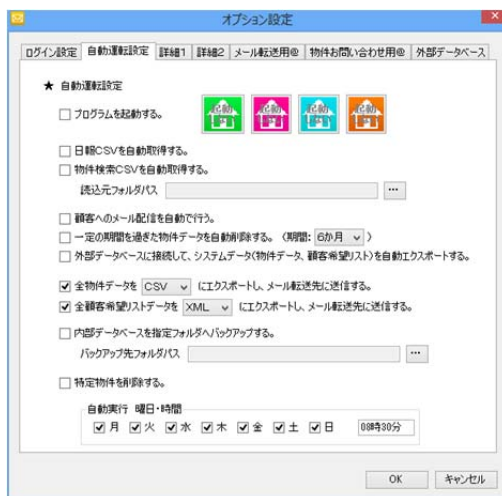 オプション設定
ログイン設定 自動運転設定 詳細1 詳細2 メール転送用@ 物件お問い合わせ用@ 外部データベース
★ 自動運転設定
プログラムを起動する。 起動 起動 起動 起動
日報CSVを自動取得する。
物件検索CSVを自動取得する。
読込元フォルダパス ...
顧客へのメール配信を自動で行う。
一定の期間を過ぎた物件データを自動削除する。(期間: 6か月 )
外部データベースに接続して、システムデータ(物件データ、顧客希望リスト)を自動エクスポートする。
全物件データを CSV にエクスポートし、メール転送先に送信する。
全顧客希望リストデータを XML にエクスポートし、メール転送先に送信する。
内部データベースを指定フォルダへバックアップする。
バックアップ先フォルダパス ...
特定物件を削除する。
自動実行 曜日・時間
月 火 水 木 金 土 日 08時30分
OK キャンセル